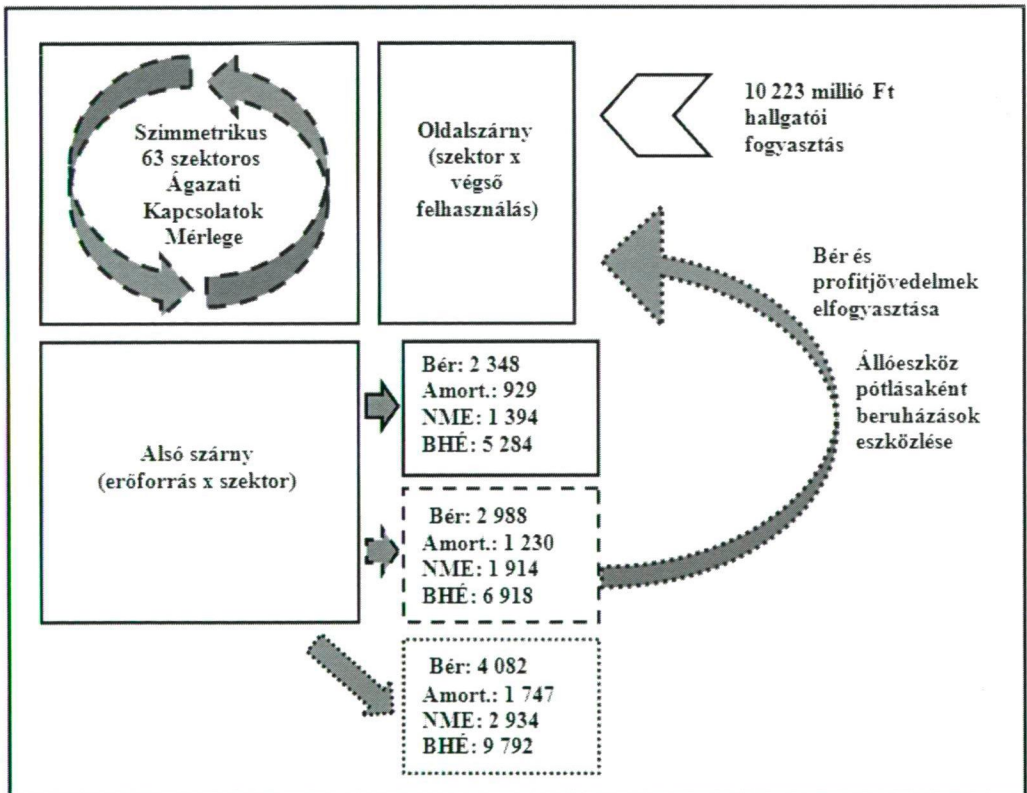 Szimmetrikus
63 szektoros
Ágazati
Kapcsolatok
Mérlege
Oldalszárny
(szektor x
végső
felhasználás)
10 223 millió Ft
hallgatói
fogyasztás
Bér és
profitjövedelmek
elfogyasztása
Állóeszköz
pótlásaként
beruházások
eszközlése
Alsó szárny
(erőforrás x szektor)
Bér: 2 348
Amort.: 929
NME: 1 394
BHÉ: 5 284
Bér: 2 988
Amort.: 1 230
NME: 1 914
BHÉ: 6 918
Bér: 4 082
Amort.: 1 747
NME: 2 934
BHÉ: 9 792